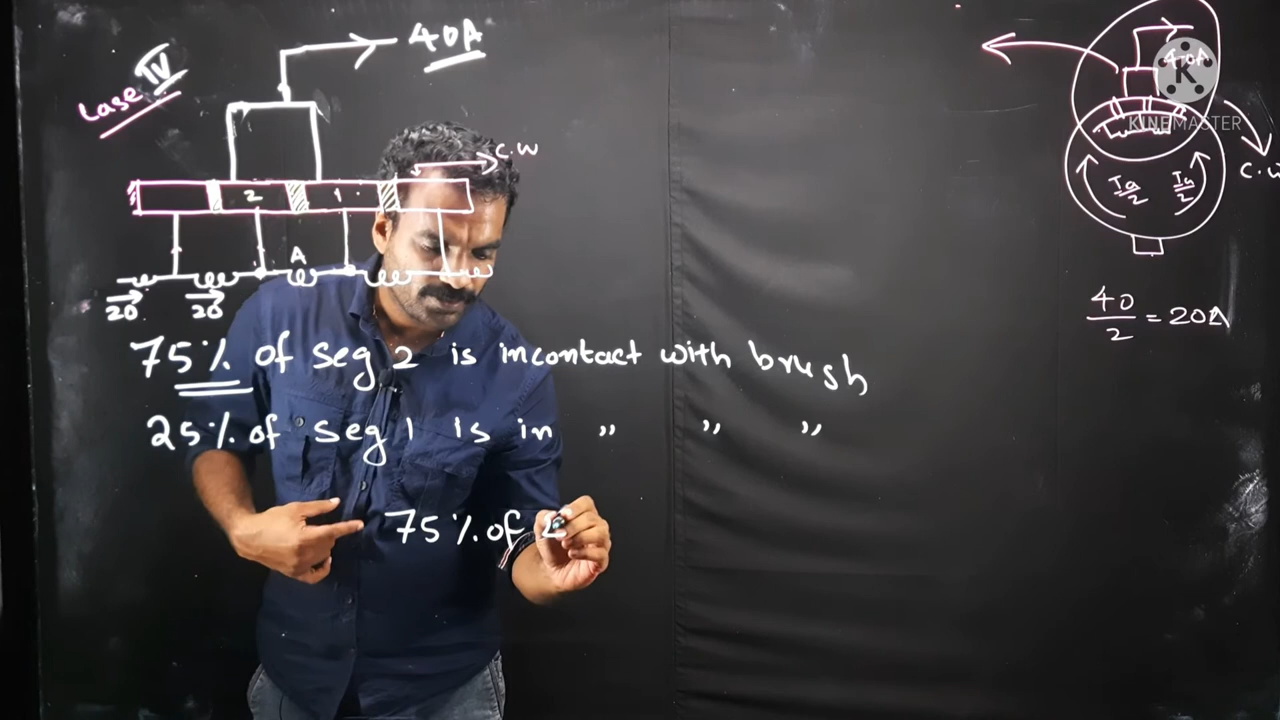 Case IV
40A
C.W
2
1
A
20
20
75% of seg 2 is incontact with brush
25% of seg 1 is in ,, ,, ,,
75% of
40A
KINEMASTER
C.W
Ia/2
Ia/2
40/2 = 20A